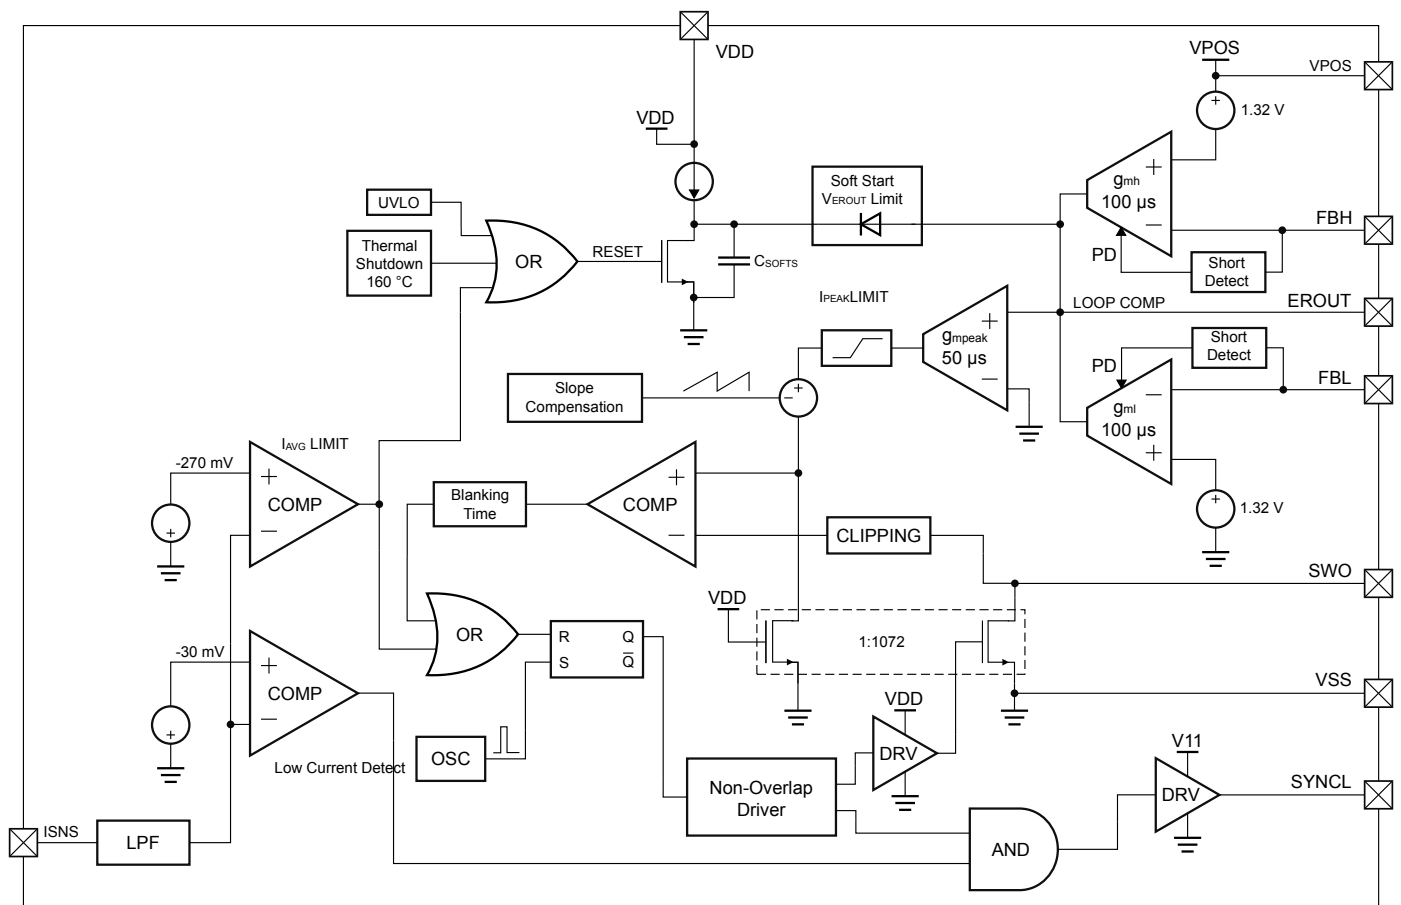 VDD
VPOS
VPOS
1.32 V
VDD
+
Soft Start
VEROUT Limit
gmh
100 µs
+
−
UVLO
Thermal
Shutdown
160 °C
OR
RESET
CSOFTS
PD
Short
Detect
FBH
IPEAKLIMIT
LOOP COMP
EROUT
gmpeak
50 µs
+
−
Short
Detect
PD
FBL
Slope
Compensation
+
−
gml
100 µs
−
+
IAVG LIMIT
-270 mV
+
COMP
−
+
Blanking
Time
COMP
+
−
CLIPPING
+
1.32 V
SWO
VDD
1:1072
OR
R Q
S Q̅
-30 mV
+
COMP
−
+
VSS
OSC
Low Current Detect
VDD
DRV
Non-Overlap
Driver
V11
DRV
SYNCL
ISNS
LPF
AND